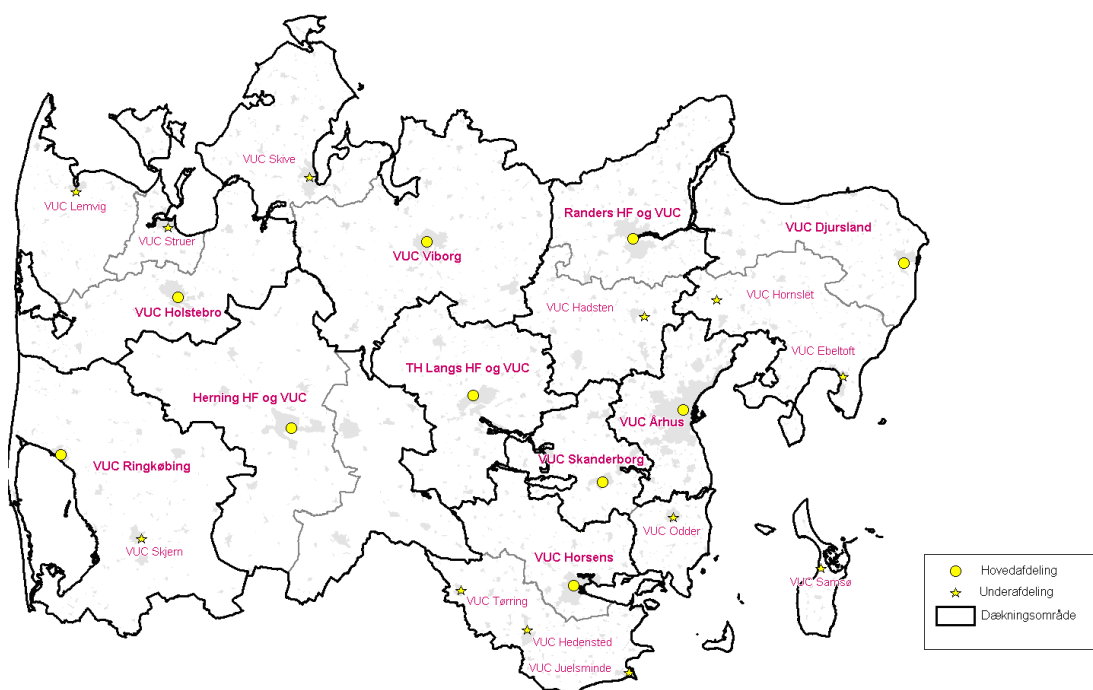 VUC Skive
VUC Lemvig
VUC Struer
VUC Viborg
Randers HF og VUC
VUC Djursland
VUC Holstebro
VUC Hadsten
VUC Hornslet
VUC Ebeltoft
TH Langs HF og VUC
Herning HF og VUC
VUC Århus
VUC Ringkøbing
VUC Skanderborg
VUC Skjern
VUC Odder
VUC Horsens
VUC Samsø
VUC Tørring
VUC Hedensted
VUC Juelsminde
Hovedafdeling
Underafdeling
Dækningsområde